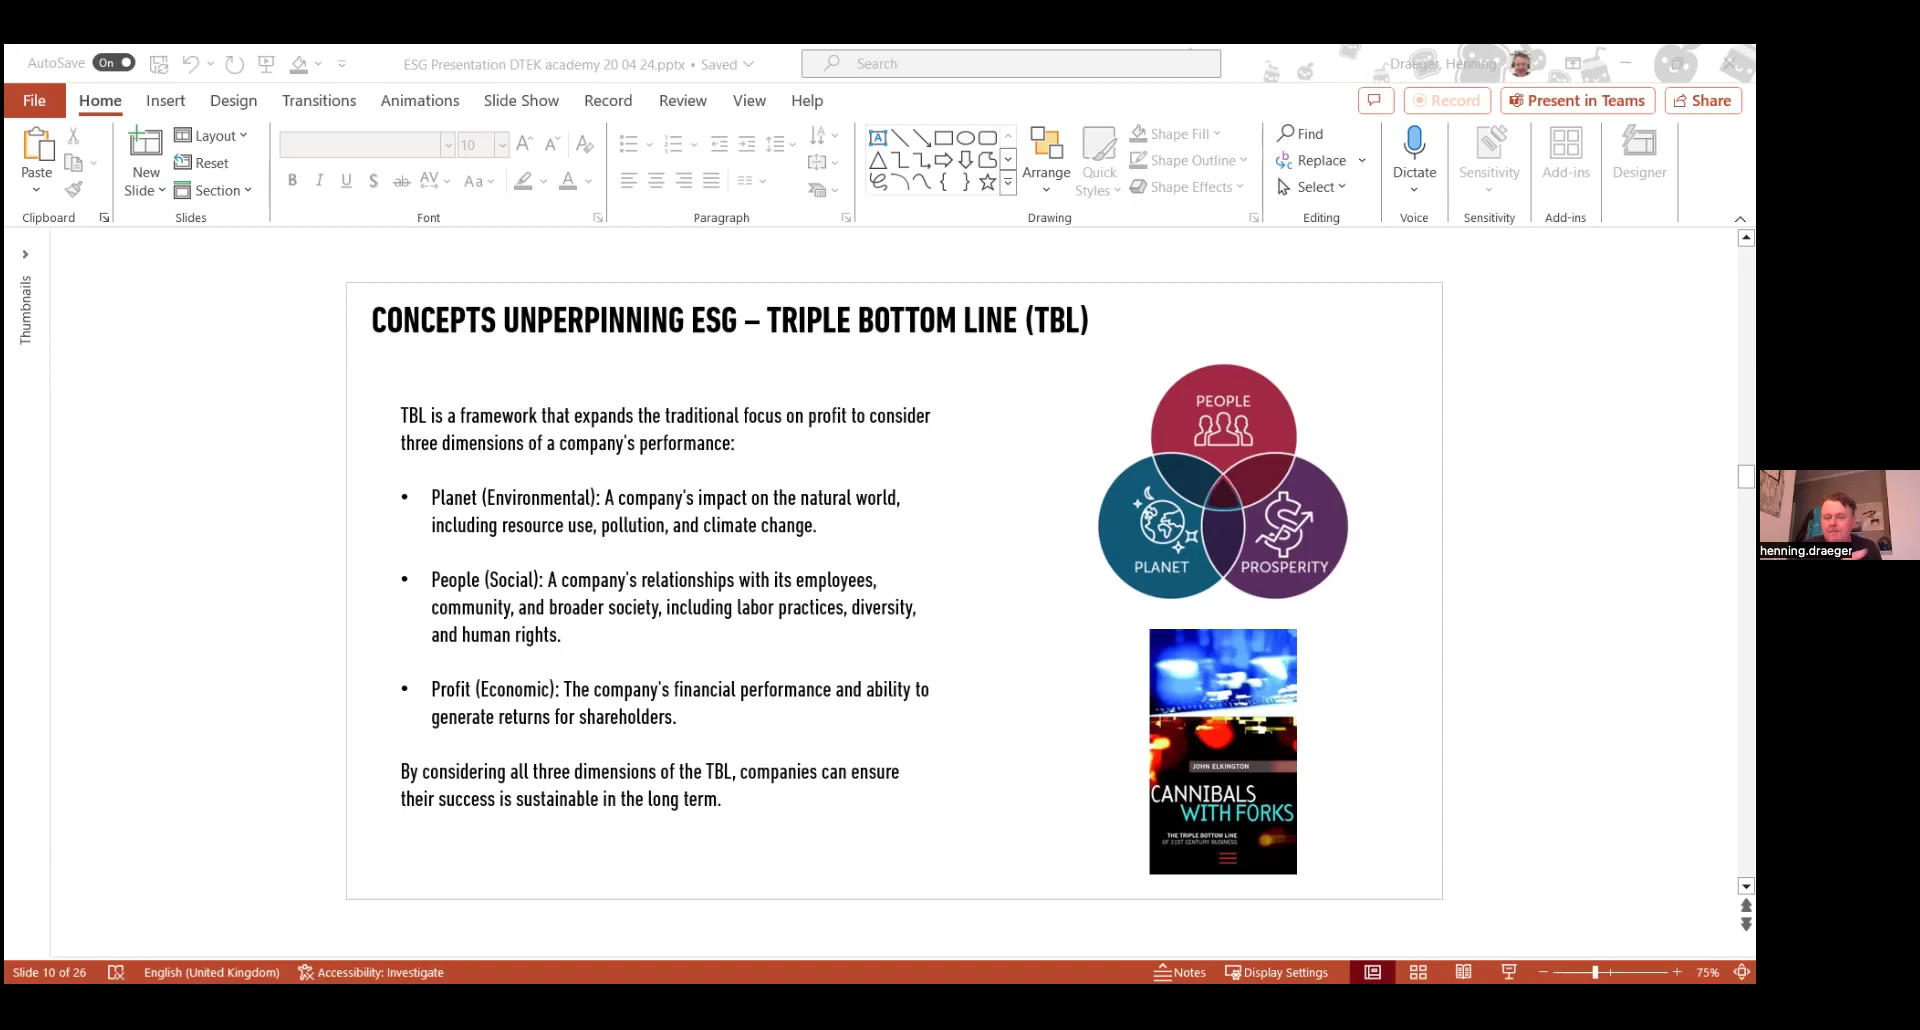 AutoSave On
ESG Presentation DTEK academy 20 04 24.pptx • Saved
Search
Draeger, Henning
File Home Insert Design Transitions Animations Slide Show Record Review View Help
Record Present in Teams Share
Paste
Clipboard
New
Slide
Layout
Reset
Section
Slides
10
B I U S ab AV Aa A
Font
Paragraph
Arrange
Quick
Styles
Shape Fill
Shape Outline
Shape Effects
Drawing
Find
Replace
Select
Editing
Dictate
Voice
Sensitivity
Sensitivity
Add-ins
Add-ins
Designer
Thumbnails
CONCEPTS UNPERPINNING ESG – TRIPLE BOTTOM LINE (TBL)
TBL is a framework that expands the traditional focus on profit to consider
three dimensions of a company's performance:
• Planet (Environmental): A company's impact on the natural world,
including resource use, pollution, and climate change.
• People (Social): A company's relationships with its employees,
community, and broader society, including labor practices, diversity,
and human rights.
• Profit (Economic): The company's financial performance and ability to
generate returns for shareholders.
By considering all three dimensions of the TBL, companies can ensure
their success is sustainable in the long term.
PEOPLE
PLANET
PROSPERITY
JOHN ELKINGTON
CANNIBALS
WITH FORKS
THE TRIPLE BOTTOM LINE
OF 21ST CENTURY BUSINESS
henning.draeger
Slide 10 of 26
English (United Kingdom)
Accessibility: Investigate
Notes
Display Settings
75%